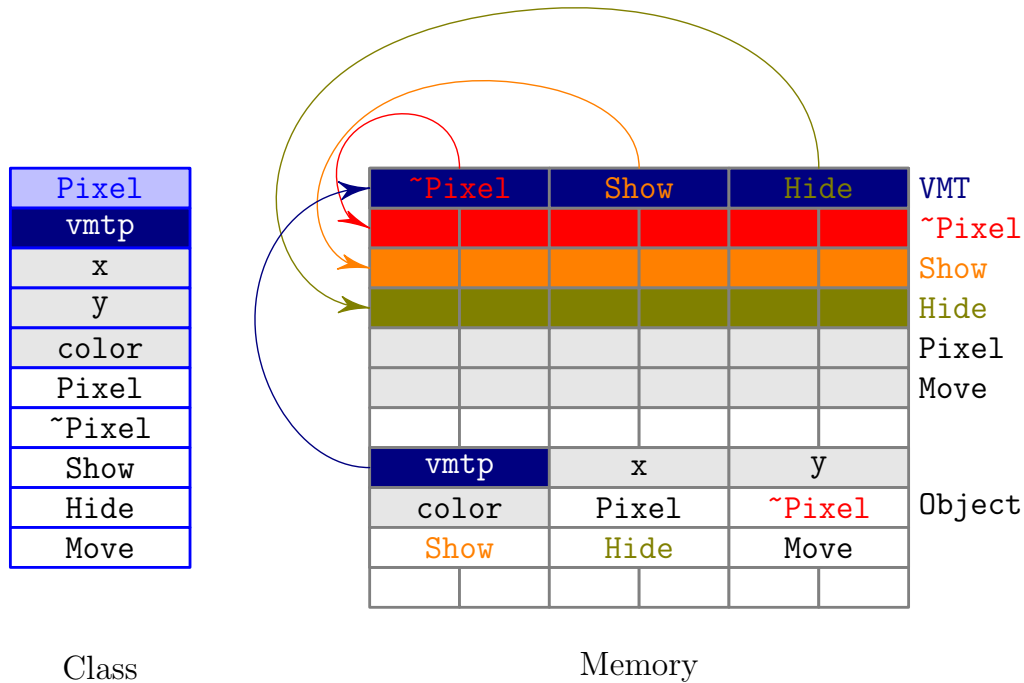 Pixel
vmtp
x
y
color
Pixel
~Pixel
Show
Hide
Move
Class
~Pixel Show Hide VMT
~Pixel
Show
Hide
Pixel
Move
vmtp x y
color Pixel ~Pixel Object
Show Hide Move
Memory